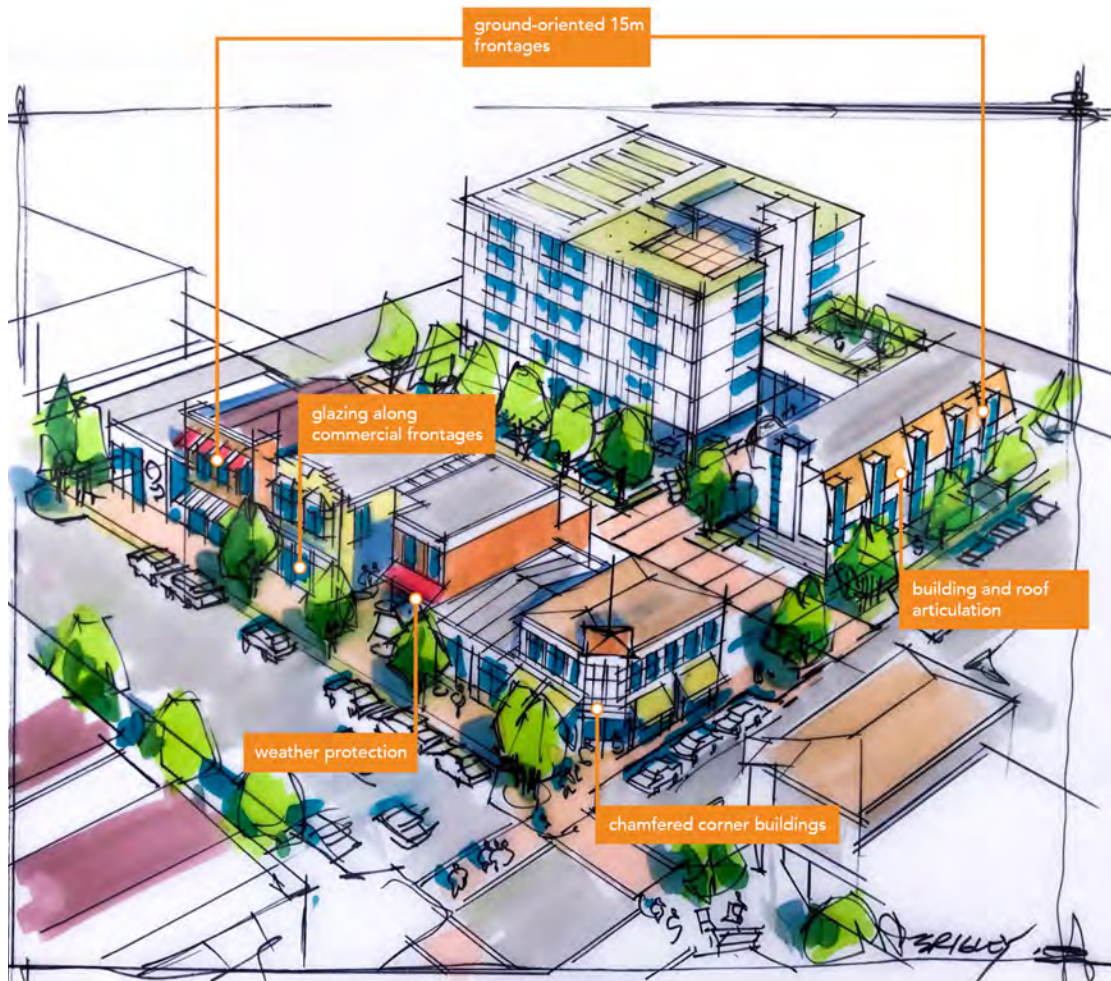 ground-oriented 15m
frontages
glazing along
commercial frontages
building and roof
articulation
weather protection
chamfered corner buildings